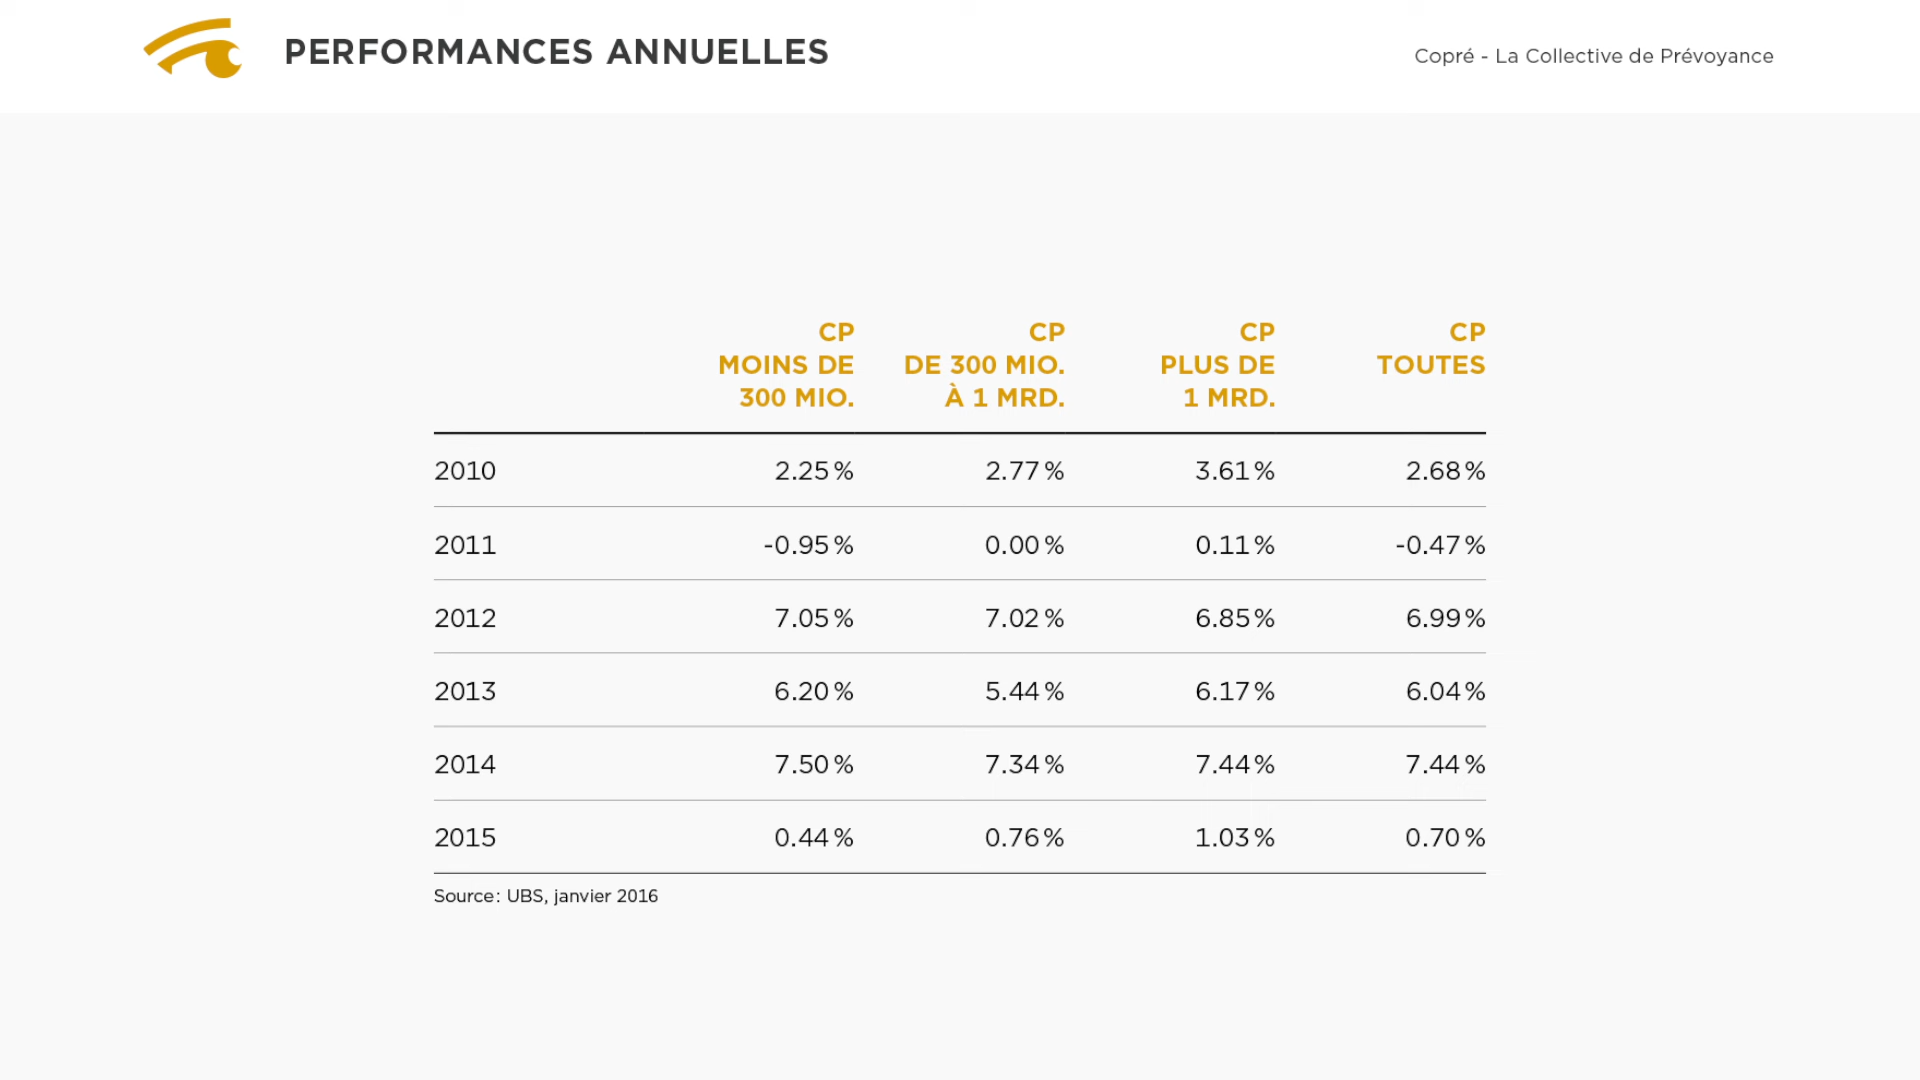 PERFORMANCES ANNUELLES
Copré - La Collective de Prévoyance
CP MOINS DE 300 MIO. CP DE 300 MIO. À 1 MRD. CP PLUS DE 1 MRD. CP TOUTES
2010 2.25 % 2.77 % 3.61 % 2.68 %
2011 -0.95 % 0.00 % 0.11 % -0.47 %
2012 7.05 % 7.02 % 6.85 % 6.99 %
2013 6.20 % 5.44 % 6.17 % 6.04 %
2014 7.50 % 7.34 % 7.44 % 7.44 %
2015 0.44 % 0.76 % 1.03 % 0.70 %
Source : UBS, janvier 2016